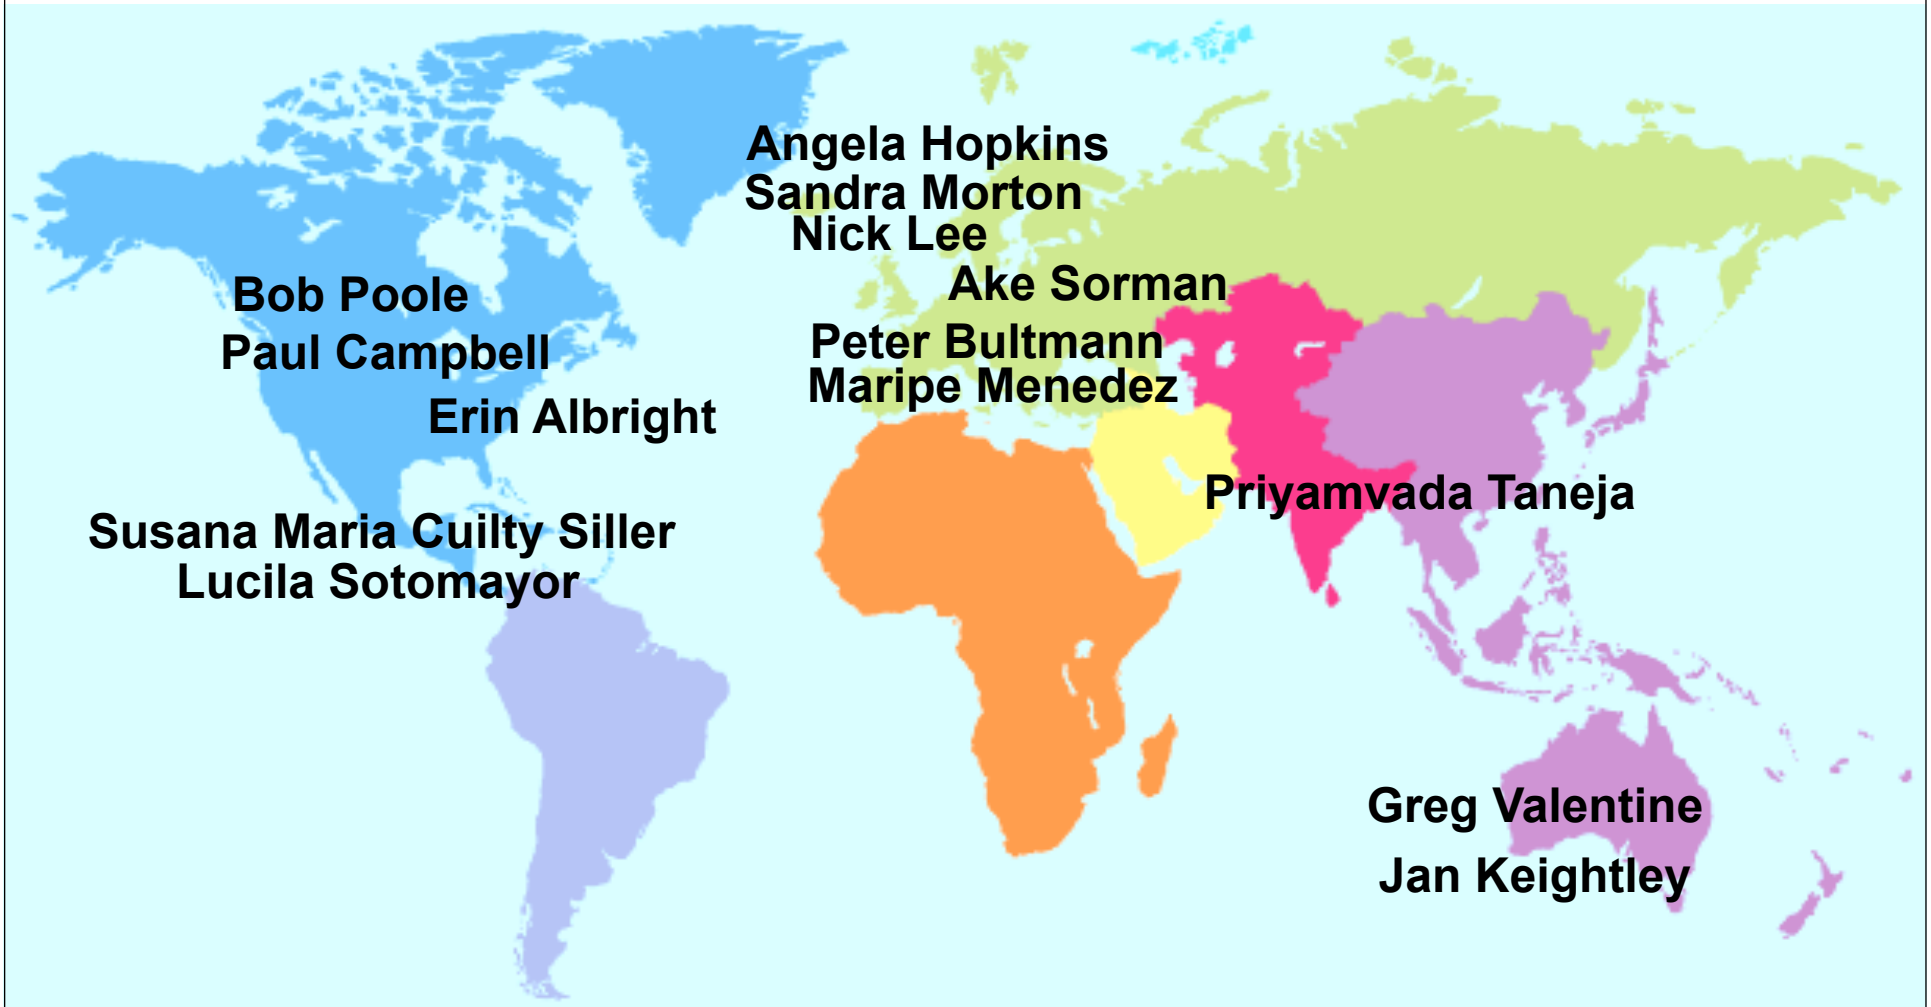 Angela Hopkins
Sandra Morton
Nick Lee
Ake Sorman
Bob Poole
Peter Bultmann
Paul Campbell
Maripe Menedez
Erin Albright
Priyamvada Taneja
Susana Maria Cuilty Siller
Lucila Sotomayor
Greg Valentine
Jan Keightley